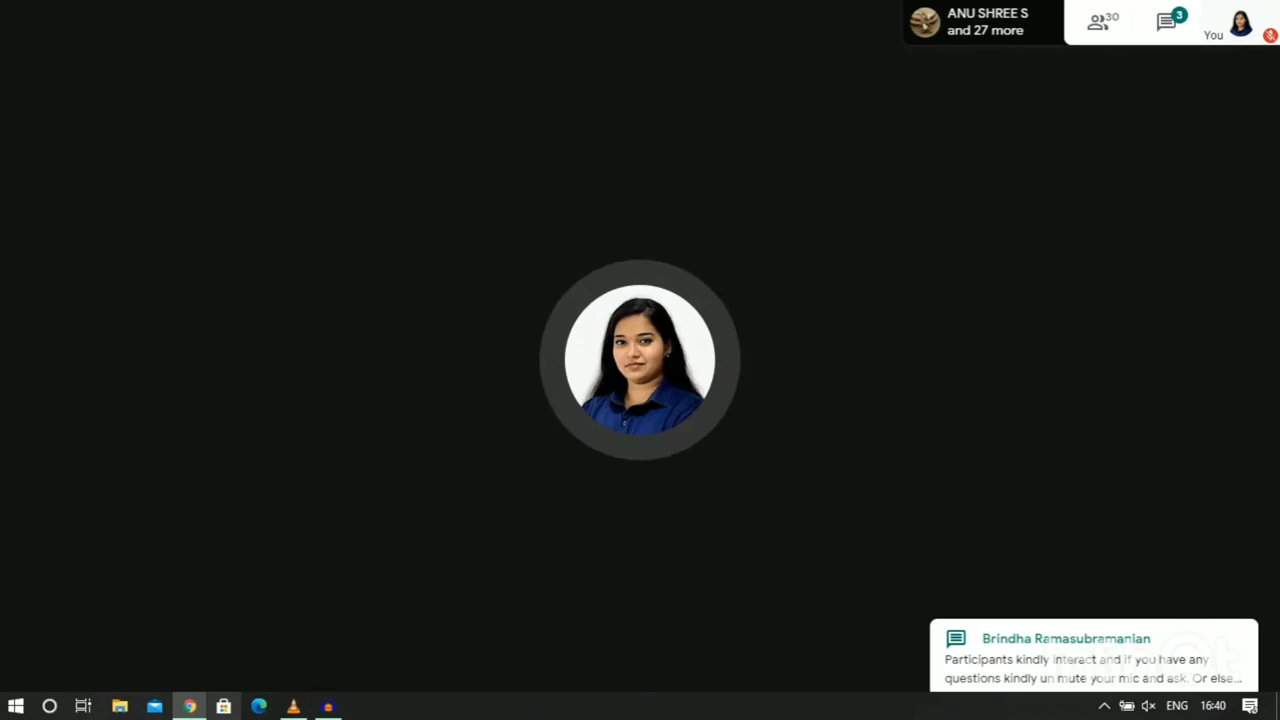 ANU SHREE S
and 27 more
30
3
You
Brindha Ramasubramanian
Participants kindly interact and if you have any
questions kindly un mute your mic and ask. Or else...
ENG
16:40